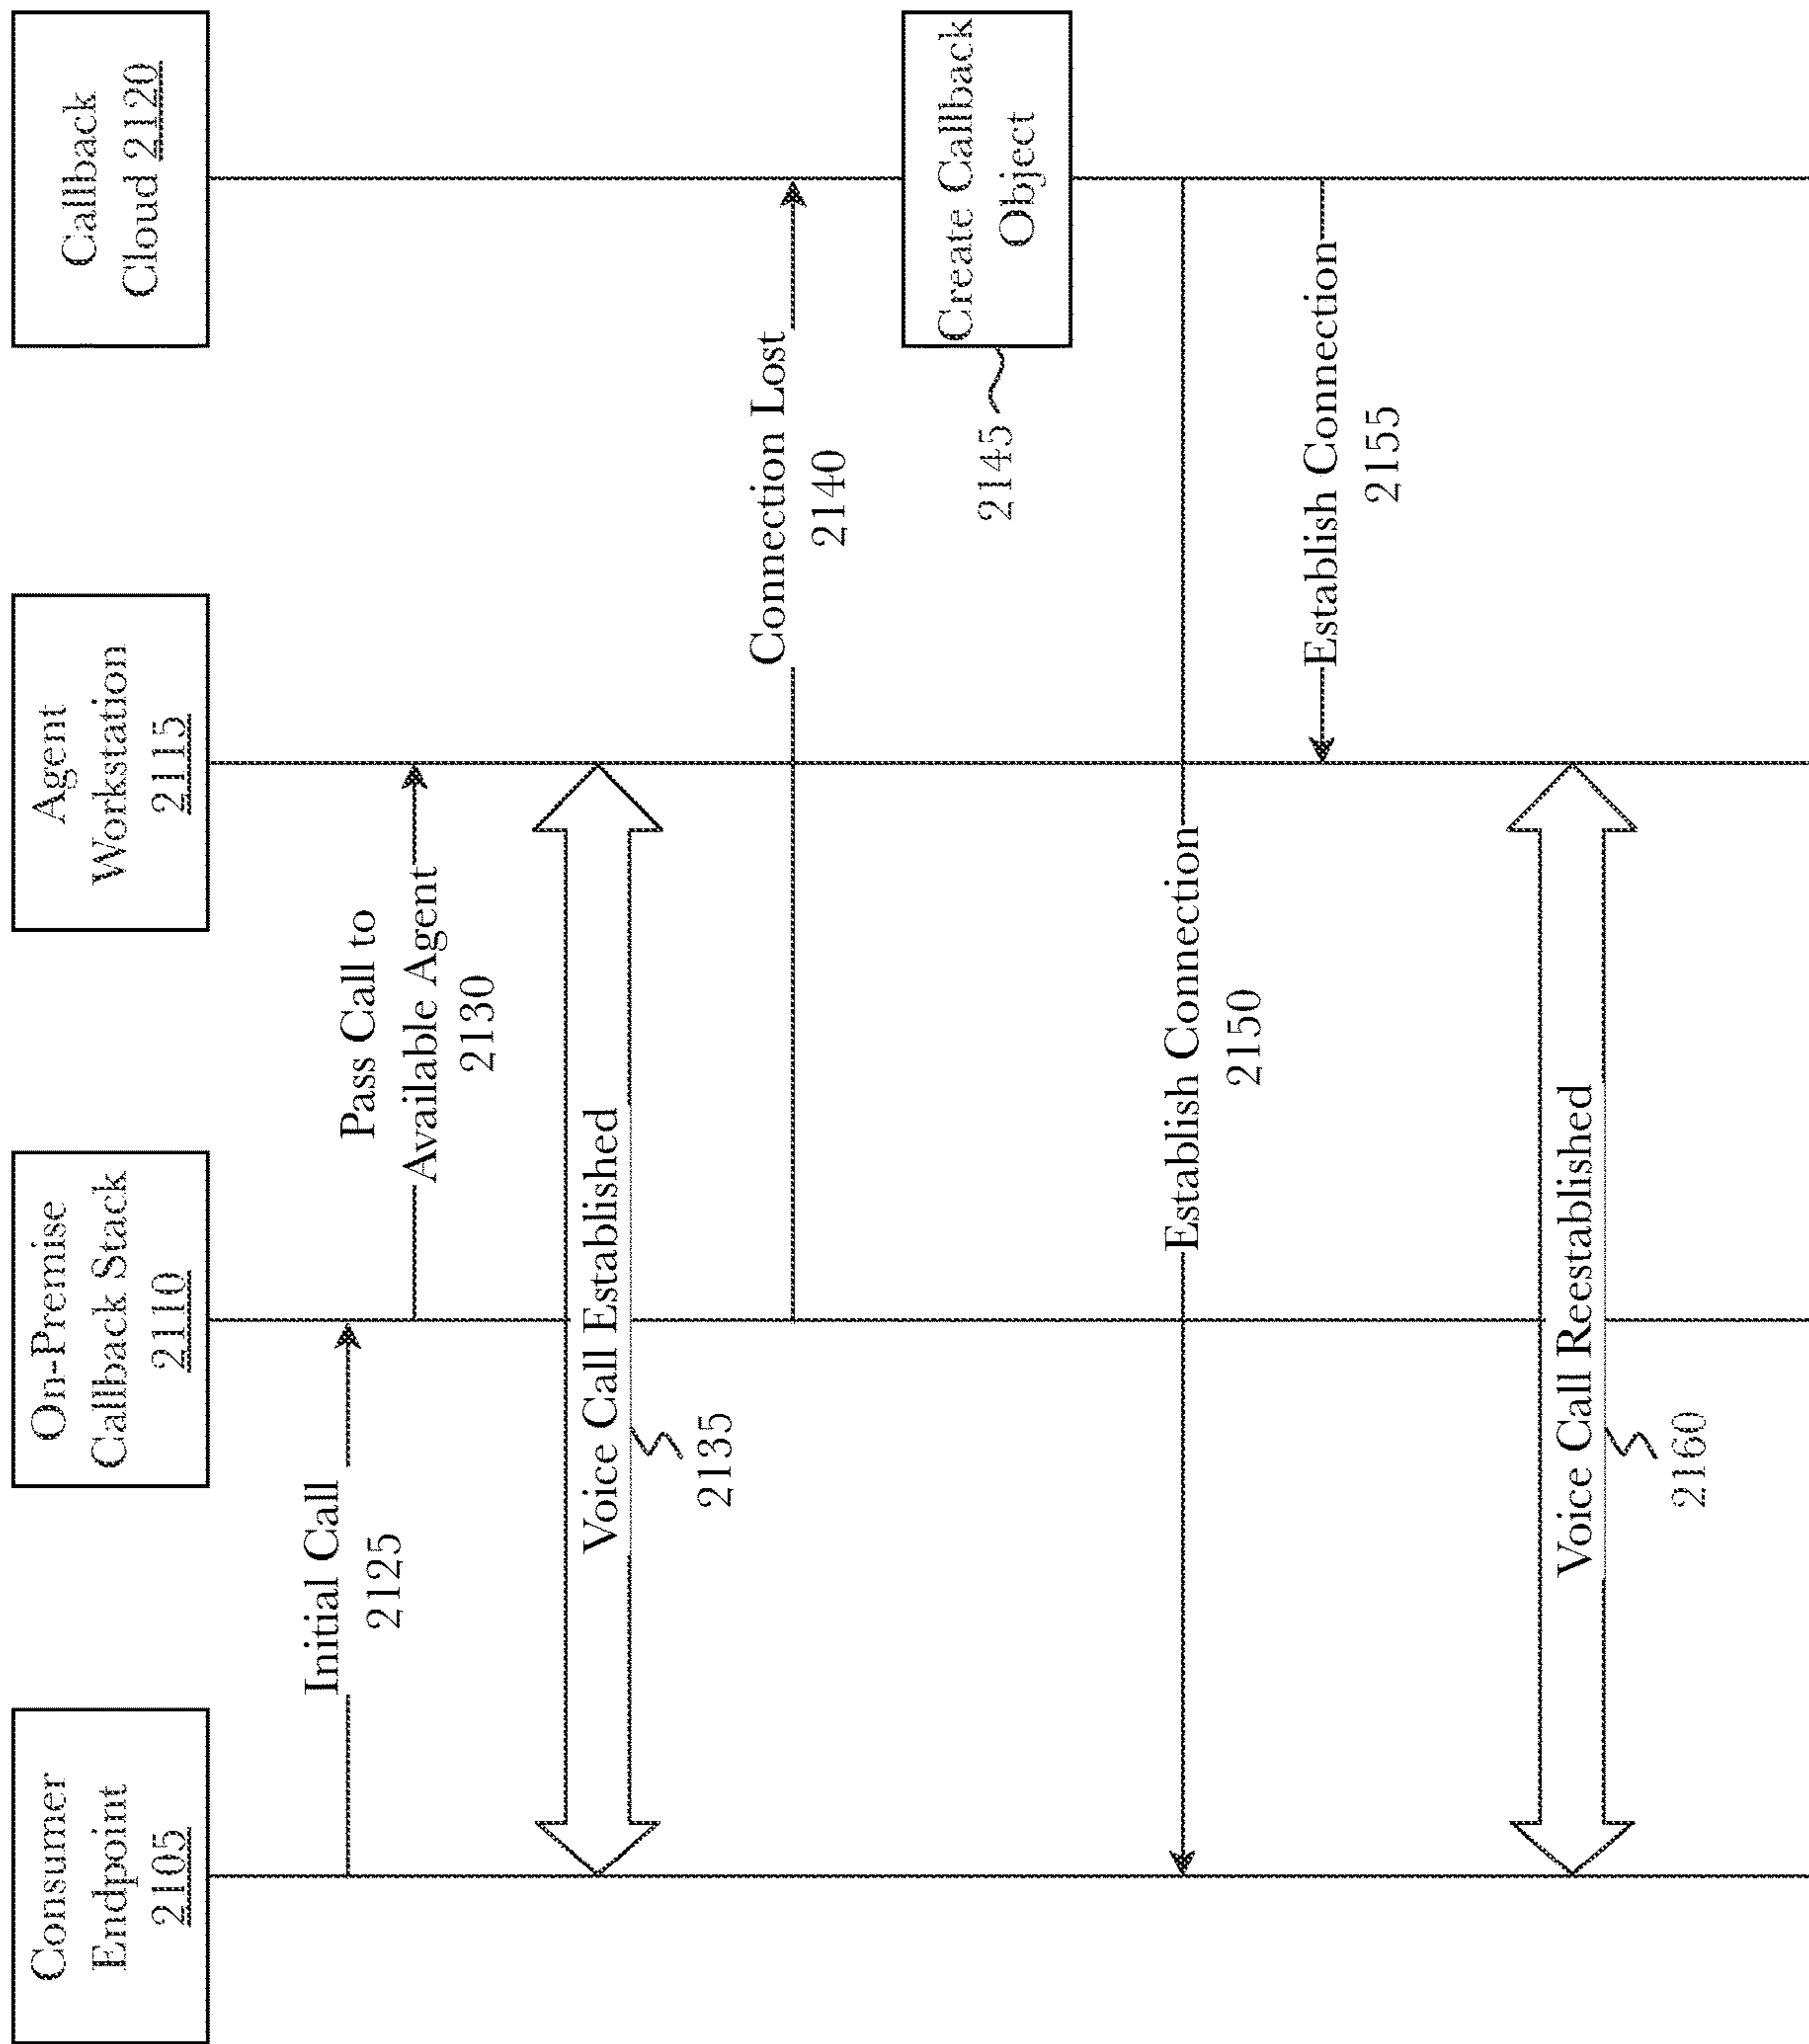 Consumer
Endpoint
2105
On-Premise
Callback Stack
2110
Agent
Workstation
2115
Callback
Cloud 2120
Initial Call
2125
Pass Call to
Available Agent
2130
Voice Call Established
2135
Connection Lost
2140
Create Callback
Object
2145
Establish Connection
2150
Establish Connection
2155
Voice Call Reestablished
2160